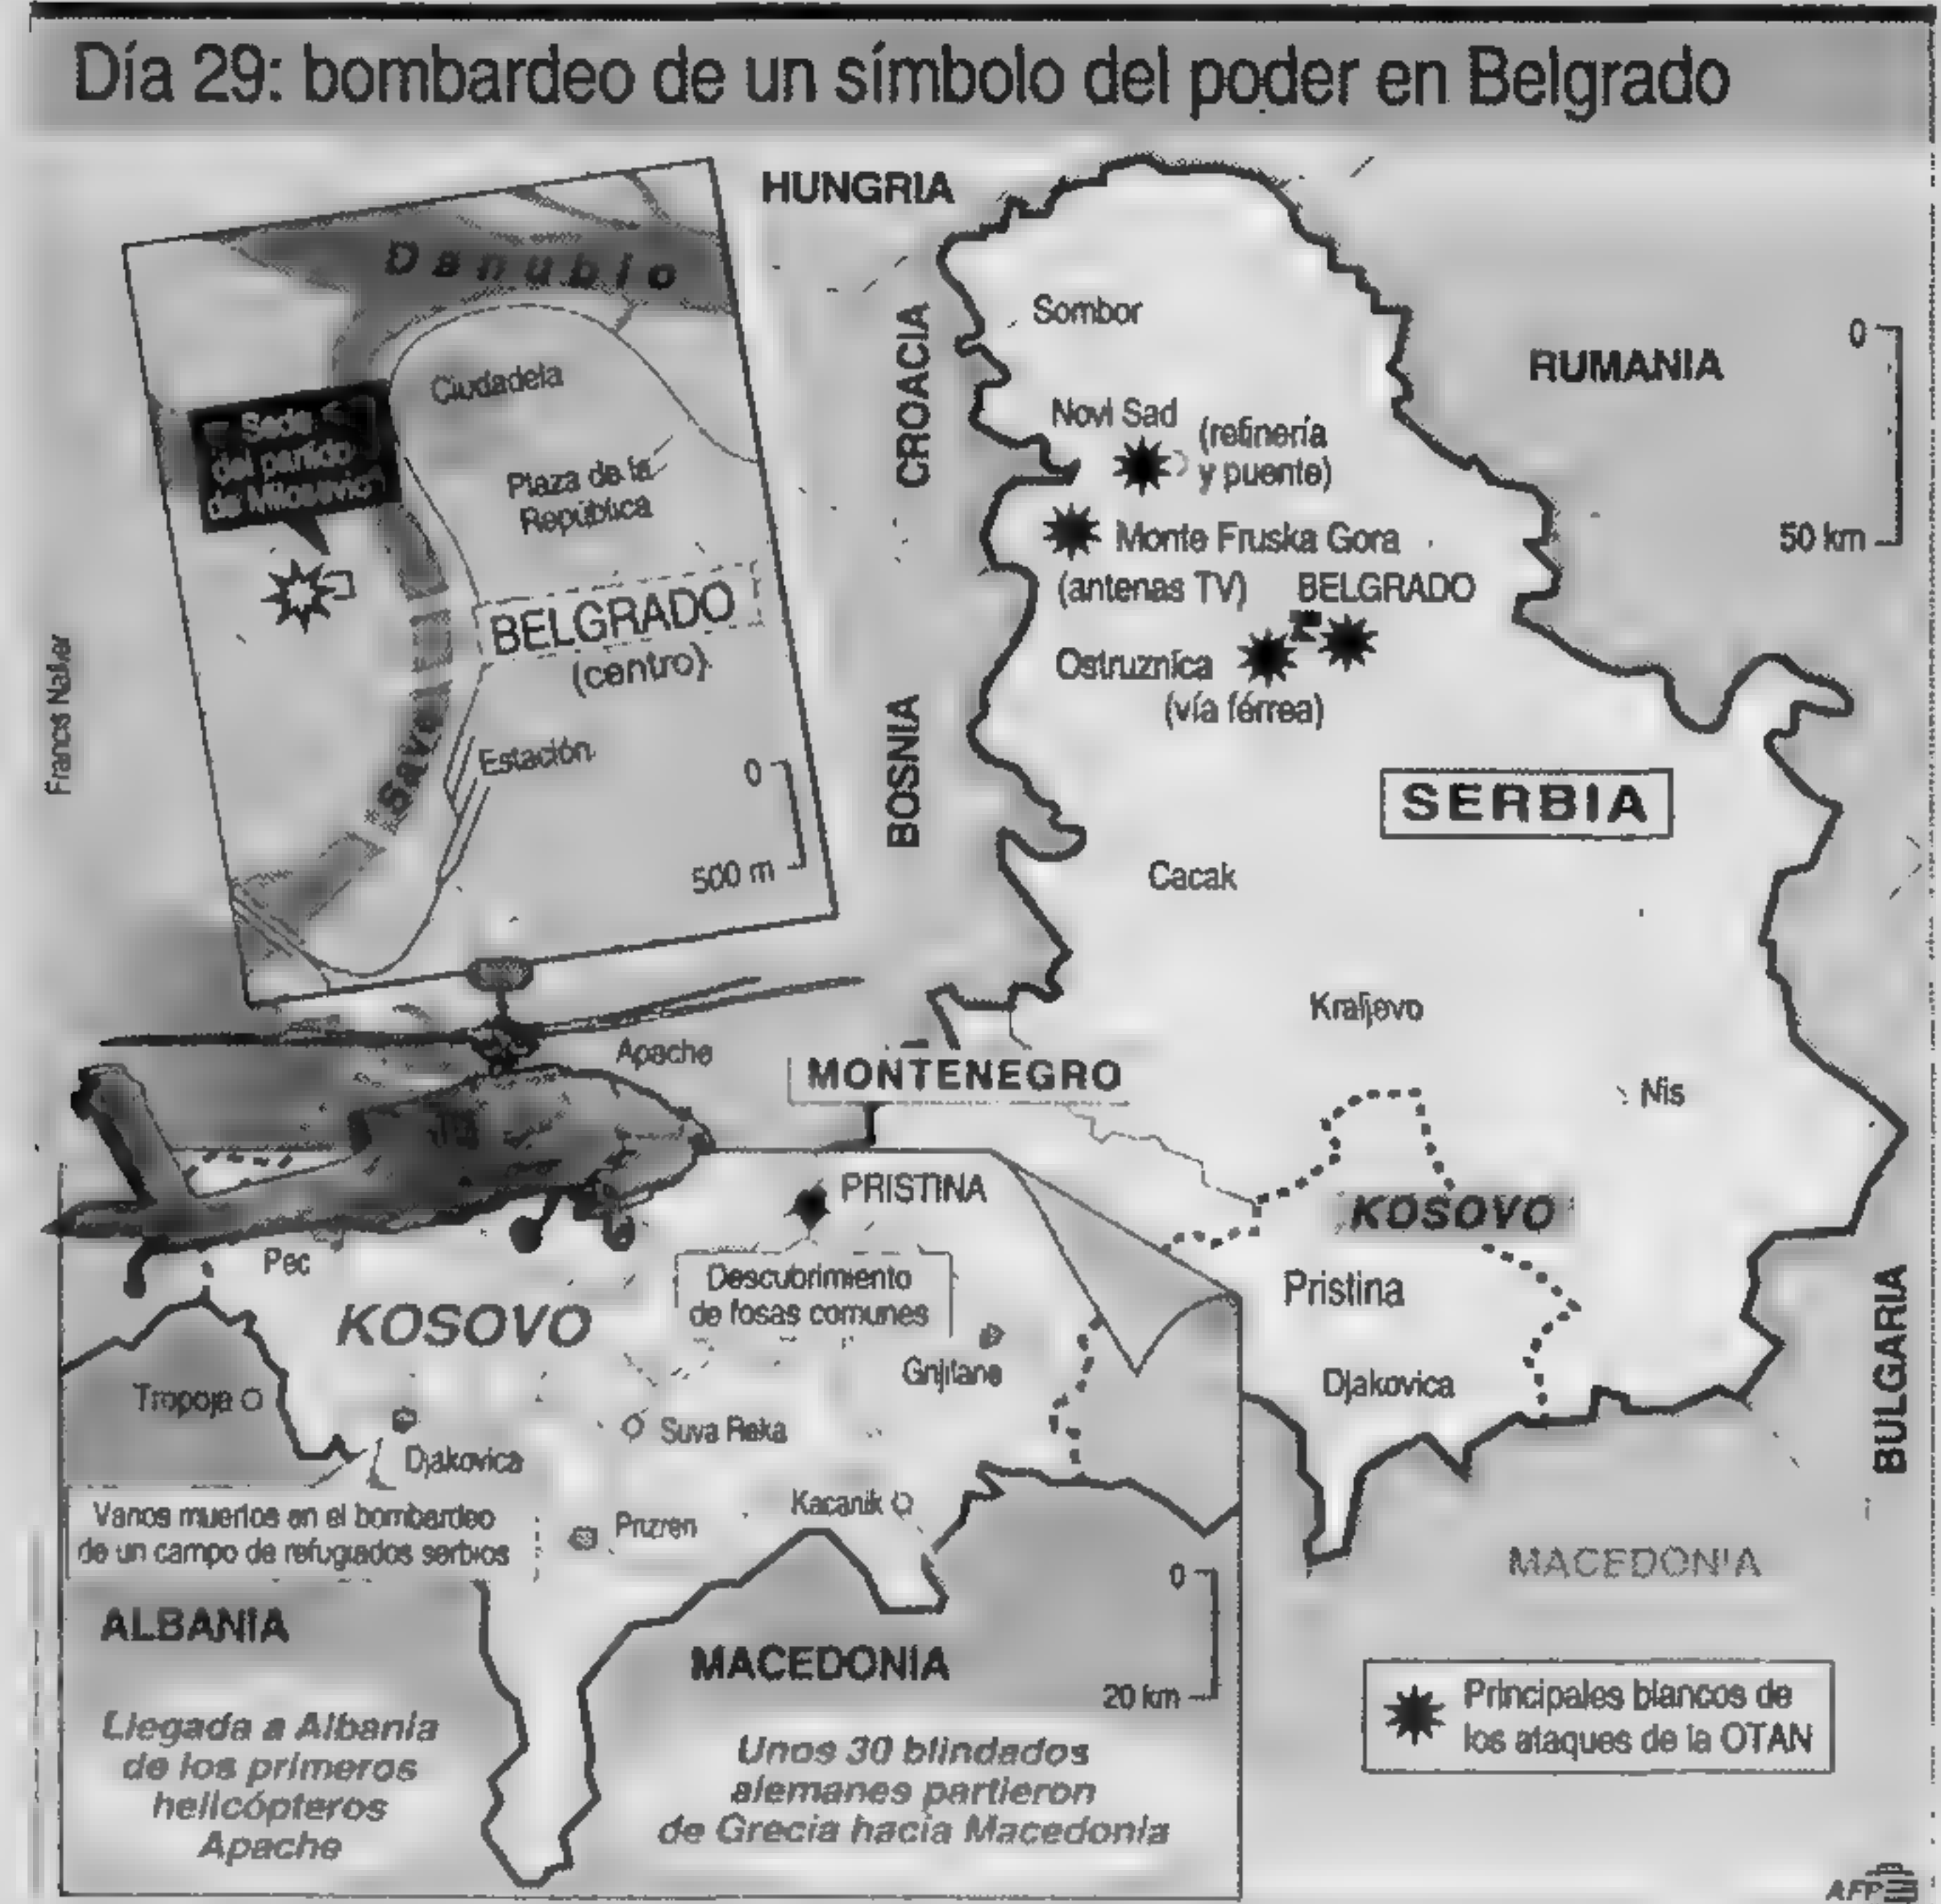 Día 29: bombardeo de un símbolo del poder en Belgrado
HUNGRIA
Danubio
Ciudadela
Sede
del partido
de Milosevic
Plaza de la
República
BELGRADO
(centro)
Save
Estación
0
500 m
CROACIA
BOSNIA
Sombor
Novi Sad
(refinería
y puente)
Monte Fruska Gora
(antenas TV)
BELGRADO
Ostruznica
(vía férrea)
RUMANIA
0
50 km
SERBIA
Cacak
Kraljevo
Nis
MONTENEGRO
KOSOVO
Pristina
Djakovica
BULGARIA
MACEDONIA
Apache
PRISTINA
Descubrimiento
de fosas comunes
Pec
KOSOVO
Gnjilane
Tropoja
Djakovica
Suva Reka
Varios muertos en el bombardeo
de un campo de refugiados serbios
Prizren
Kacanik
ALBANIA
MACEDONIA
0
20 km
Llegada a Albania
de los primeros
helicópteros
Apache
Unos 30 blindados
alemanes partieron
de Grecia hacia Macedonia
Principales blancos de
los ataques de la OTAN
AFP